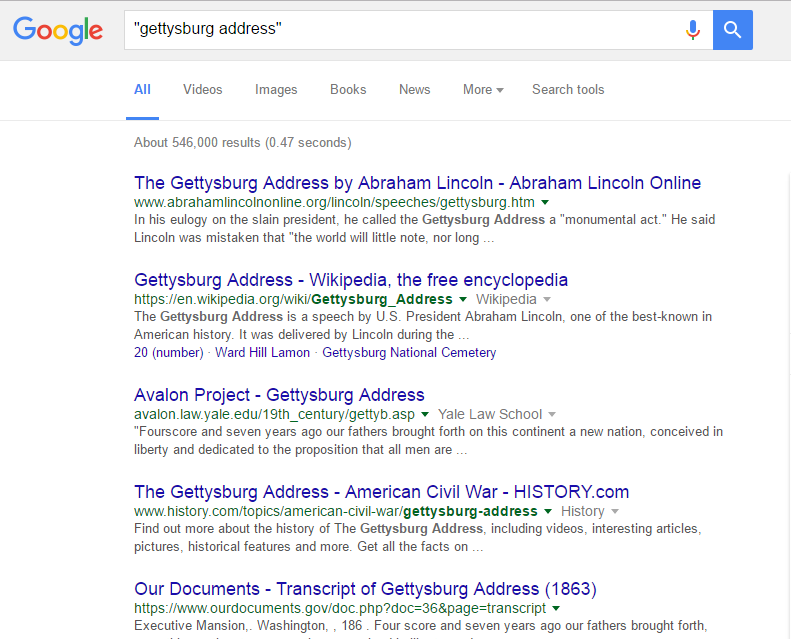 Google
"gettysburg address"
All Videos Images Books News More Search tools
About 546,000 results (0.47 seconds)
The Gettysburg Address by Abraham Lincoln - Abraham Lincoln Online
www.abrahamlincolnonline.org/lincoln/speeches/gettysburg.htm
In his eulogy on the slain president, he called the Gettysburg Address a "monumental act." He said
Lincoln was mistaken that "the world will little note, nor long ...
Gettysburg Address - Wikipedia, the free encyclopedia
https://en.wikipedia.org/wiki/Gettysburg_Address Wikipedia
The Gettysburg Address is a speech by U.S. President Abraham Lincoln, one of the best-known in
American history. It was delivered by Lincoln during the ...
20 (number) · Ward Hill Lamon · Gettysburg National Cemetery
Avalon Project - Gettysburg Address
avalon.law.yale.edu/19th_century/gettyb.asp Yale Law School
"Fourscore and seven years ago our fathers brought forth on this continent a new nation, conceived in
liberty and dedicated to the proposition that all men are ...
The Gettysburg Address - American Civil War - HISTORY.com
www.history.com/topics/american-civil-war/gettysburg-address History
Find out more about the history of The Gettysburg Address, including videos, interesting articles,
pictures, historical features and more. Get all the facts on ...
Our Documents - Transcript of Gettysburg Address (1863)
https://www.ourdocuments.gov/doc.php?doc=36&page=transcript
Executive Mansion,. Washington, , 186 . Four score and seven years ago our fathers brought forth,